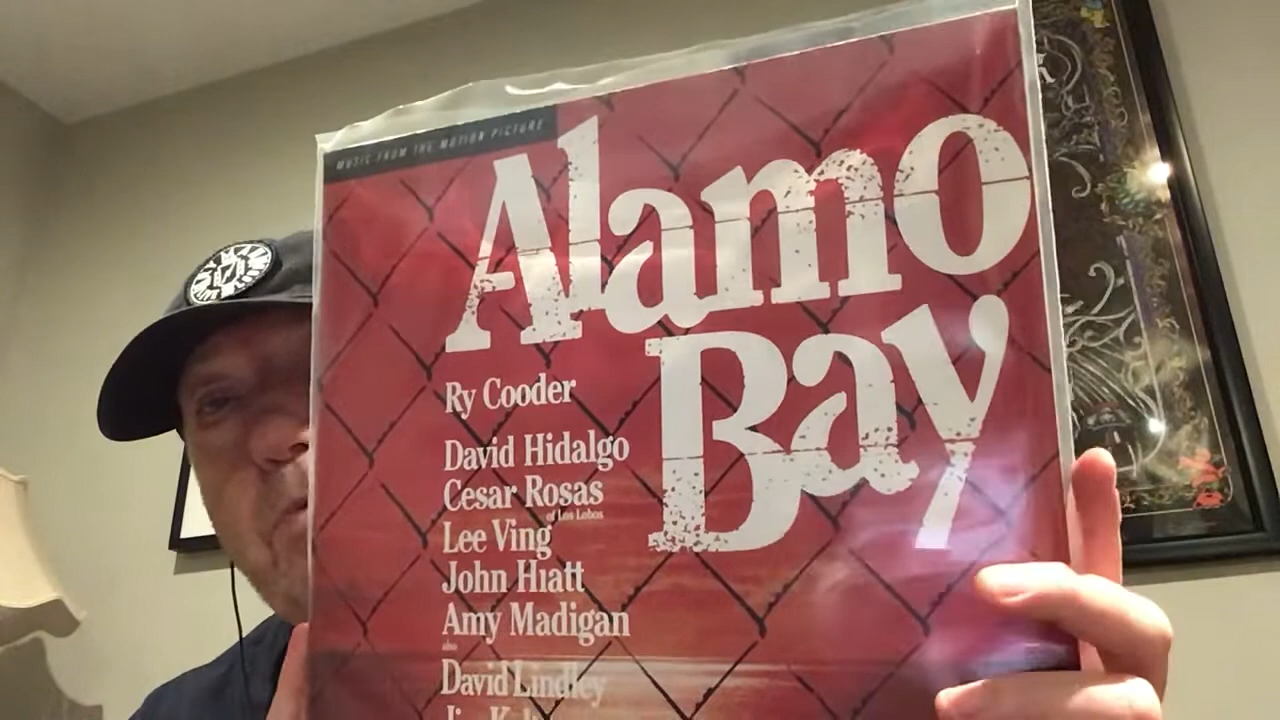 MUSIC FROM THE MOTION PICTURE
Alamo
Bay
Ry Cooder
David Hidalgo
Cesar Rosas
of Los Lobos
Lee Ving
John Hiatt
Amy Madigan
also
David Lindley
Jim